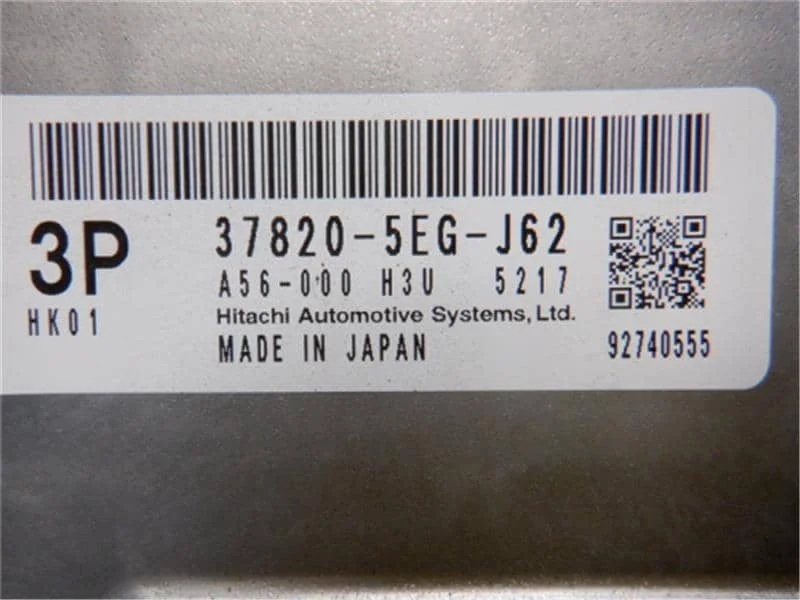 3P 37820-5EG-J62
A56-000 H3U 5217
HK01
Hitachi Automotive Systems, Ltd.
MADE IN JAPAN 92740555